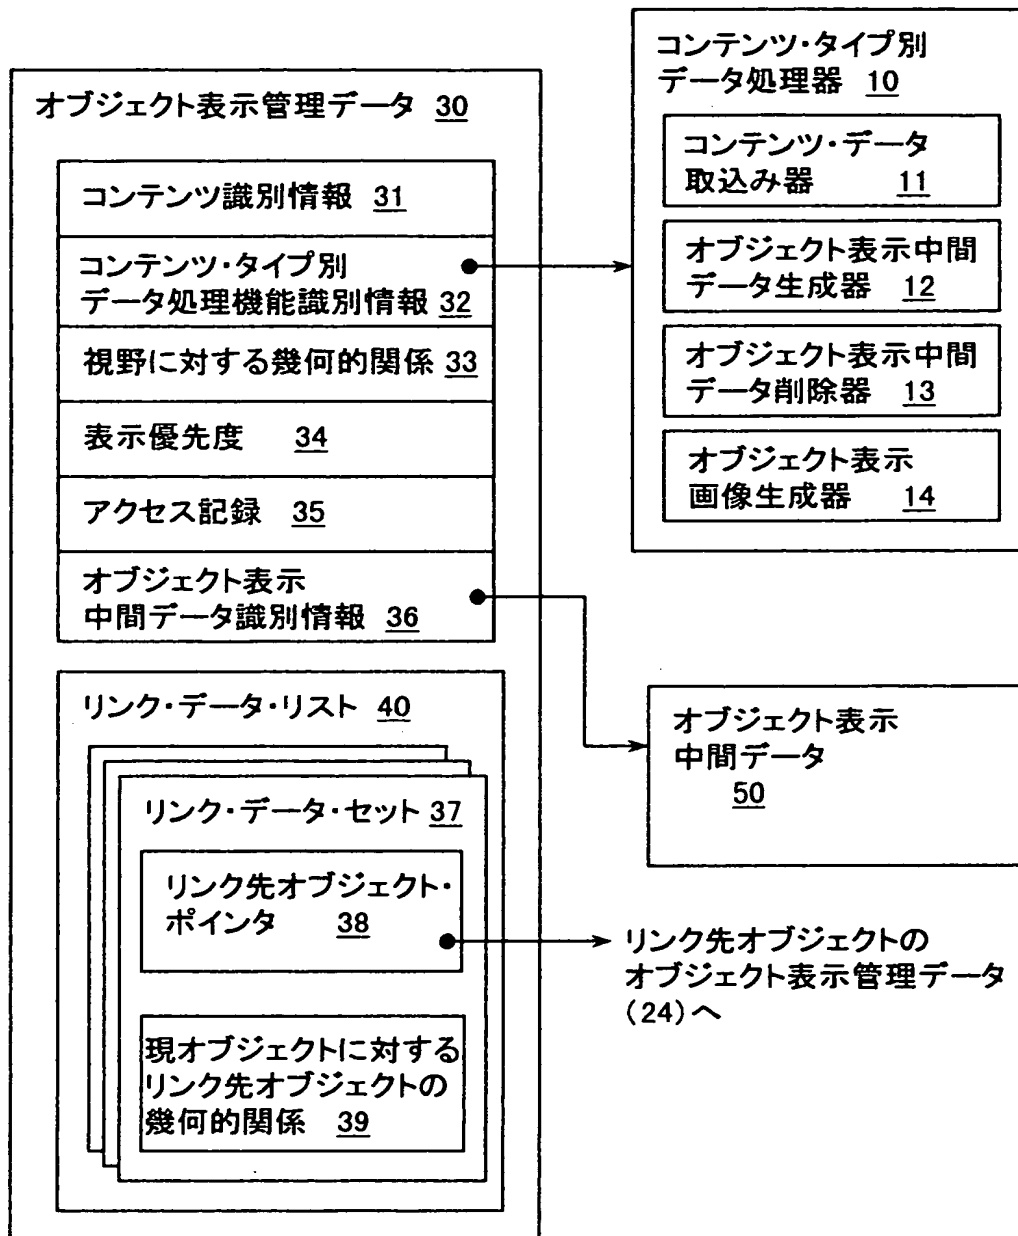 オブジェクト表示管理データ 30
コンテンツ識別情報 31
コンテンツ・タイプ別
データ処理機能識別情報 32
視野に対する幾何的関係 33
表示優先度 34
アクセス記録 35
オブジェクト表示
中間データ識別情報 36
リンク・データ・リスト 40
リンク・データ・セット 37
リンク先オブジェクト・
ポインタ 38
現オブジェクトに対する
リンク先オブジェクトの
幾何的関係 39
コンテンツ・タイプ別
データ処理器 10
コンテンツ・データ
取込み器 11
オブジェクト表示中間
データ生成器 12
オブジェクト表示中間
データ削除器 13
オブジェクト表示
画像生成器 14
オブジェクト表示
中間データ
50
リンク先オブジェクトの
オブジェクト表示管理データ
(24)へ